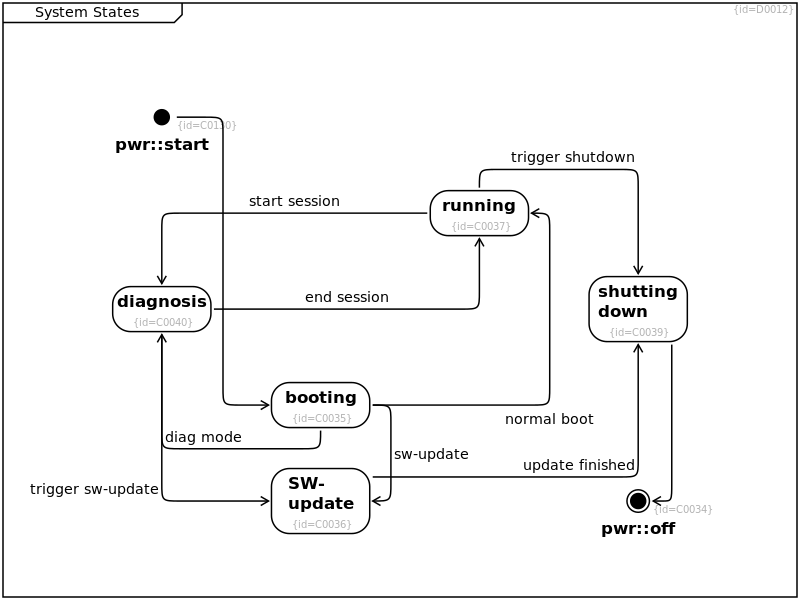 System States
{id=D0012}
{id=C0130}
pwr::start
trigger shutdown
start session
running
{id=C0037}
end session
diagnosis
{id=C0040}
shutting
down
{id=C0039}
booting
{id=C0035}
normal boot
diag mode
sw-update
update finished
trigger sw-update
SW-
update
{id=C0036}
{id=C0034}
pwr::off